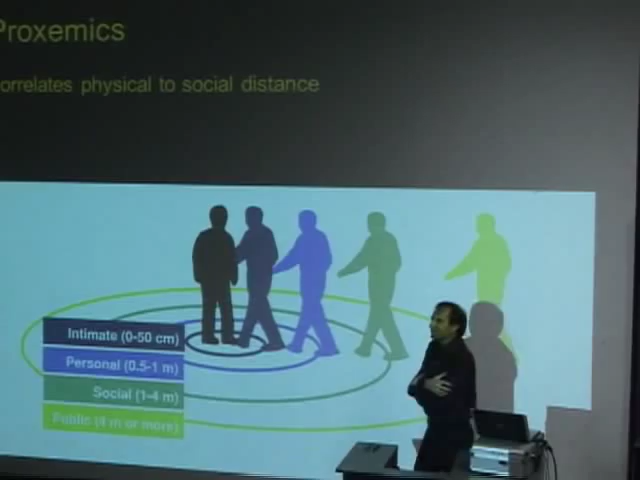 Proxemics
orrelates physical to social distance
Intimate (0-50 cm)
Personal (0.5-1 m)
Social (1-4 m)
Public (4 m or more)